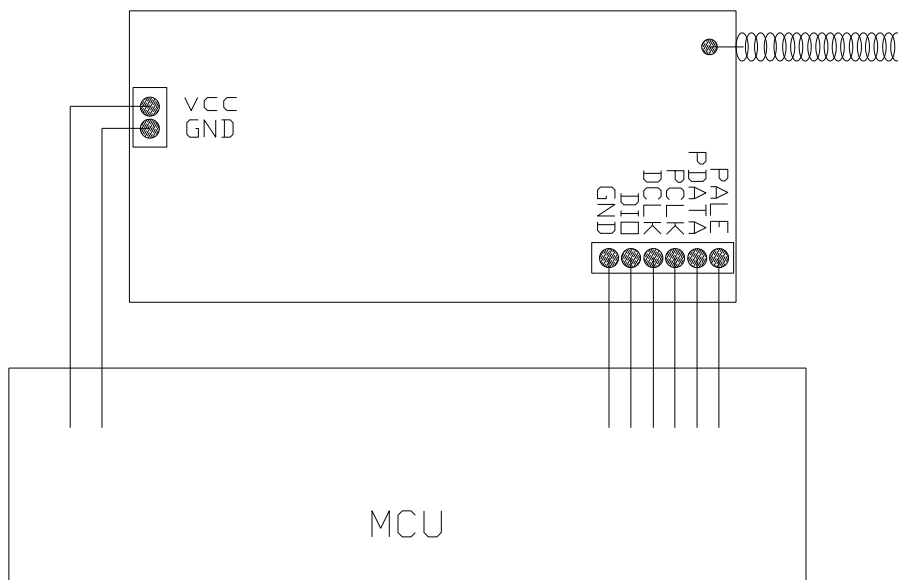 VCC
GND
GND
DIO
DCLK
PCLK
PDATA
PALE
MCU